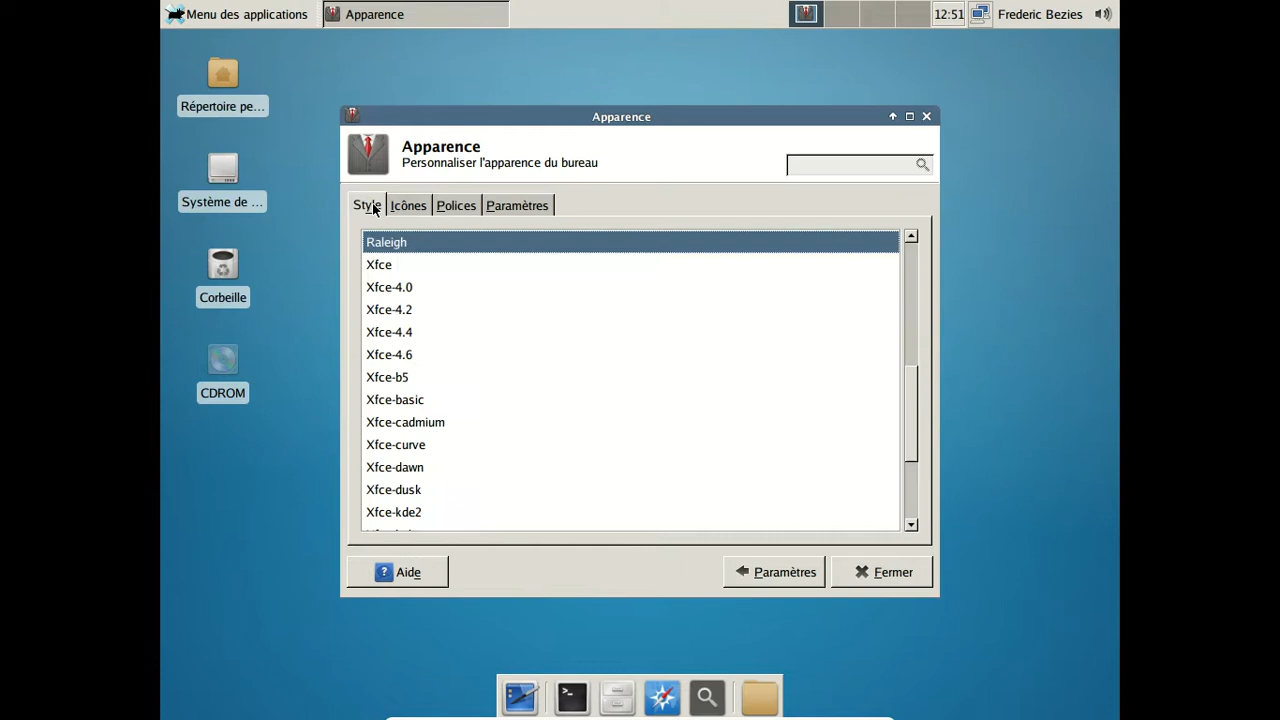 Menu des applications
Apparence
12:51
Frederic Bezies
Répertoire pe...
Système de ...
Corbeille
CDROM
Apparence
Apparence
Personnaliser l'apparence du bureau
Style
Icônes
Polices
Paramètres
Raleigh
Xfce
Xfce-4.0
Xfce-4.2
Xfce-4.4
Xfce-4.6
Xfce-b5
Xfce-basic
Xfce-cadmium
Xfce-curve
Xfce-dawn
Xfce-dusk
Xfce-kde2
Aide
Paramètres
Fermer